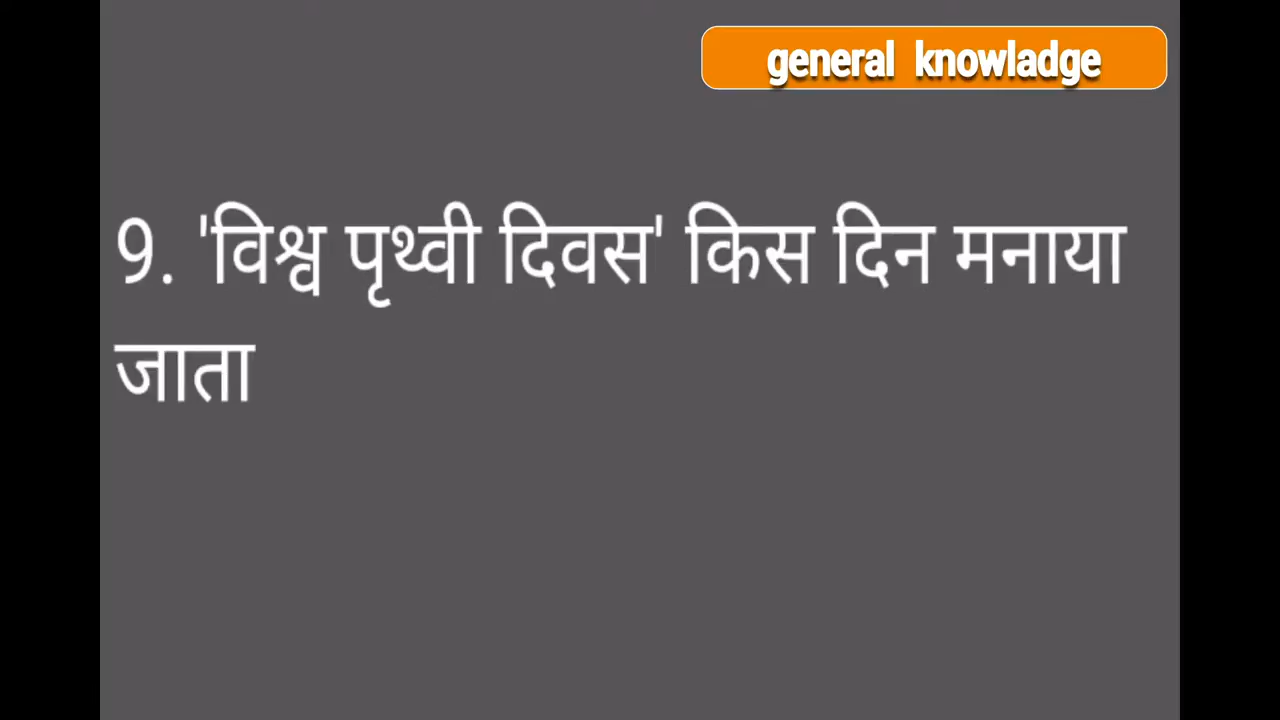 general knowladge
9. 'विश्व पृथ्वी दिवस' किस दिन मनाया
जाता